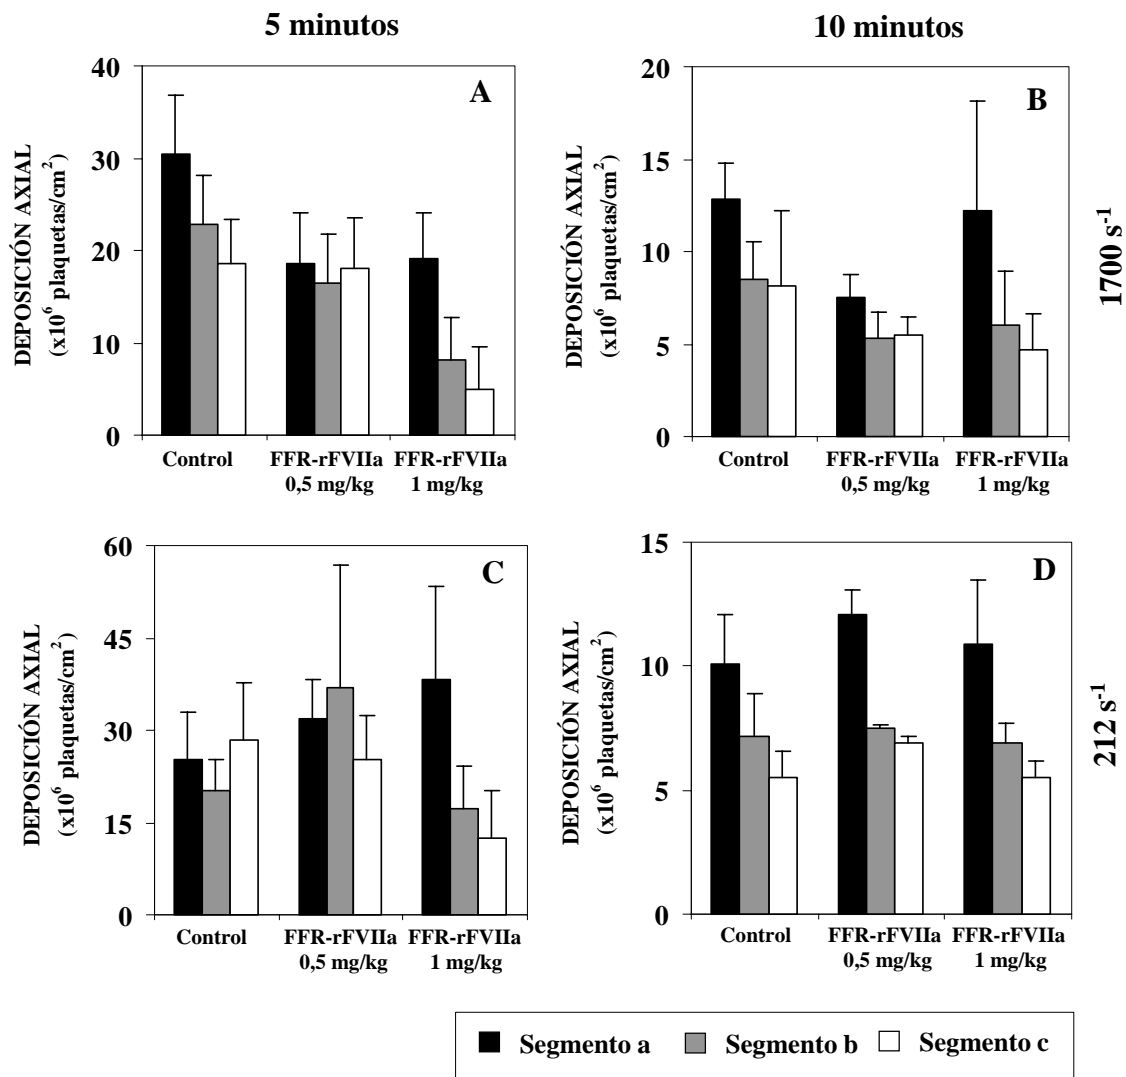 5 minutos
10 minutos
DEPOSICIÓN AXIAL
(x10⁶ plaquetas/cm²)
40
30
20
10
0
A
Control
FFR-rFVIIa
0,5 mg/kg
FFR-rFVIIa
1 mg/kg
DEPOSICIÓN AXIAL
(x10⁶ plaquetas/cm²)
20
15
10
5
0
B
Control
FFR-rFVIIa
0,5 mg/kg
FFR-rFVIIa
1 mg/kg
1700 s⁻¹
DEPOSICIÓN AXIAL
(x10⁶ plaquetas/cm²)
60
45
30
15
0
C
Control
FFR-rFVIIa
0,5 mg/kg
FFR-rFVIIa
1 mg/kg
DEPOSICIÓN AXIAL
(x10⁶ plaquetas/cm²)
15
10
5
0
D
Control
FFR-rFVIIa
0,5 mg/kg
FFR-rFVIIa
1 mg/kg
212 s⁻¹
Segmento a
Segmento b
Segmento c